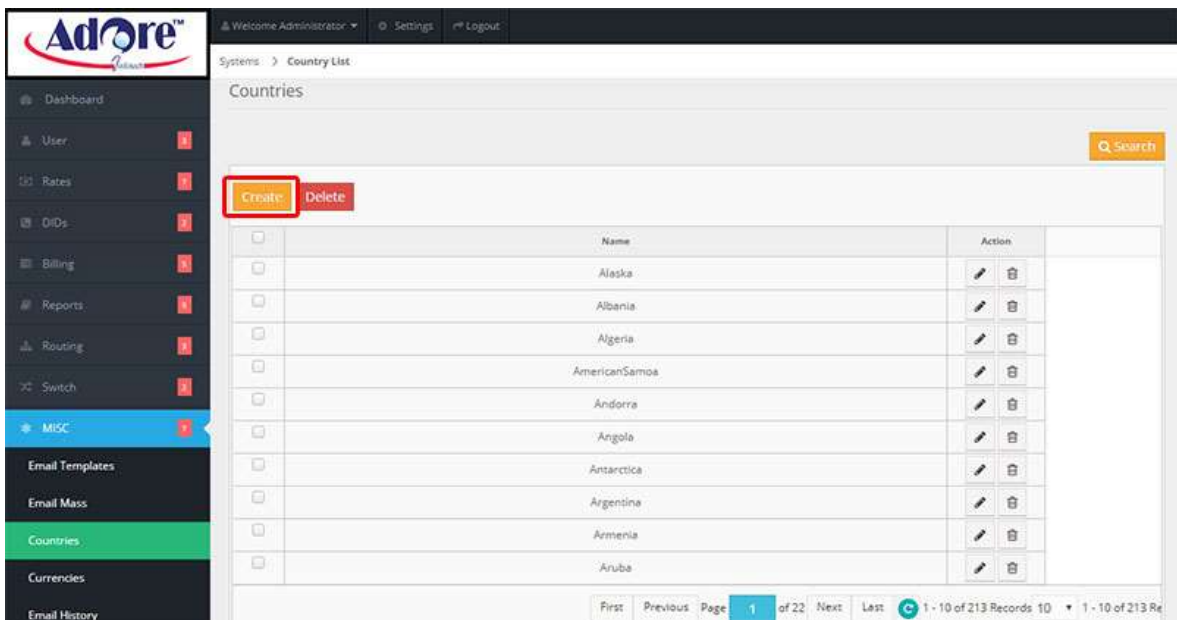 Adore™
Welcome Administrator
Settings
Logout
Systems > Country List
Countries
Dashboard
User
Rates
DIDs
Billing
Reports
Routing
Switch
MISC
Email Templates
Email Mass
Countries
Currencies
Email History
Search
Create Delete
Name Action
Alaska
Albania
Algeria
AmericanSamoa
Andorra
Angola
Antarctica
Argentina
Armenia
Aruba
First Previous Page 1 of 22 Next Last 1 - 10 of 213 Records 10 1 - 10 of 213 Re